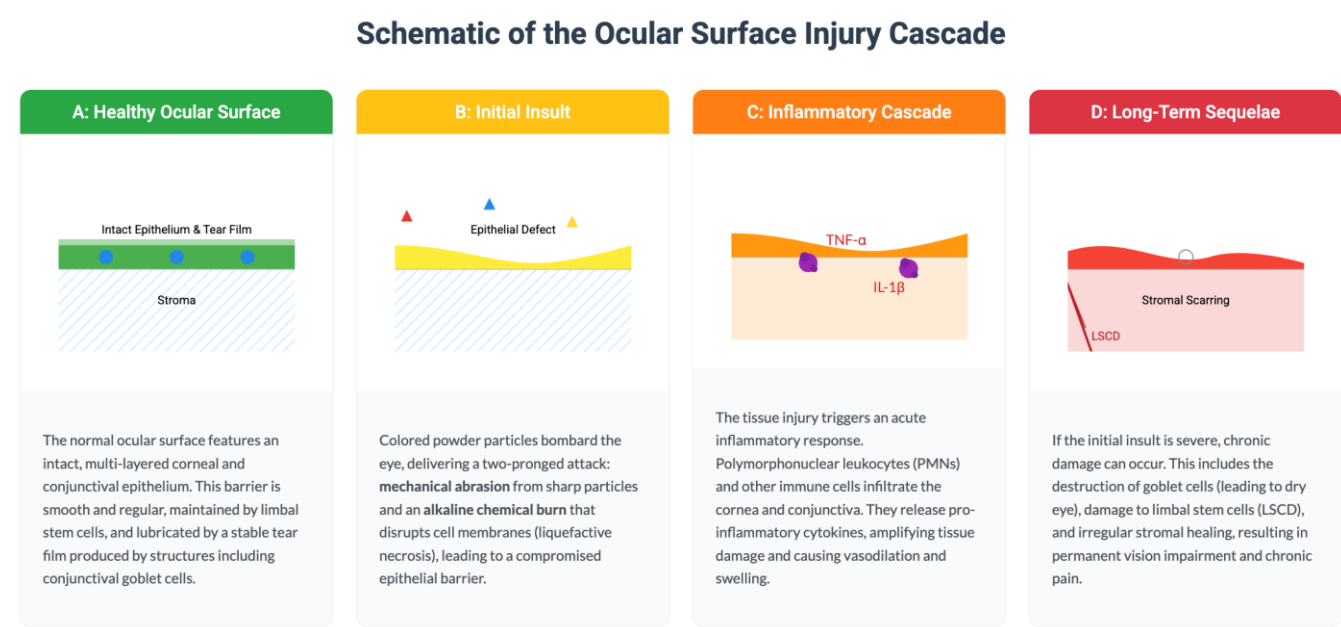 Schematic of the Ocular Surface Injury Cascade
A: Healthy Ocular Surface
Intact Epithelium & Tear Film
Stroma
The normal ocular surface features an
intact, multi-layered corneal and
conjunctival epithelium. This barrier is
smooth and regular, maintained by limbal
stem cells, and lubricated by a stable tear
film produced by structures including
conjunctival goblet cells.
B: Initial Insult
Epithelial Defect
Colored powder particles bombard the
eye, delivering a two-pronged attack:
mechanical abrasion from sharp particles
and an alkaline chemical burn that
disrupts cell membranes (liquefactive
necrosis), leading to a compromised
epithelial barrier.
C: Inflammatory Cascade
TNF-α
IL-1β
The tissue injury triggers an acute
inflammatory response.
Polymorphonuclear leukocytes (PMNs)
and other immune cells infiltrate the
cornea and conjunctiva. They release pro-
inflammatory cytokines, amplifying tissue
damage and causing vasodilation and
swelling.
D: Long-Term Sequelae
Stromal Scarring
LSCD
If the initial insult is severe, chronic
damage can occur. This includes the
destruction of goblet cells (leading to dry
eye), damage to limbal stem cells (LSCD),
and irregular stromal healing, resulting in
permanent vision impairment and chronic
pain.